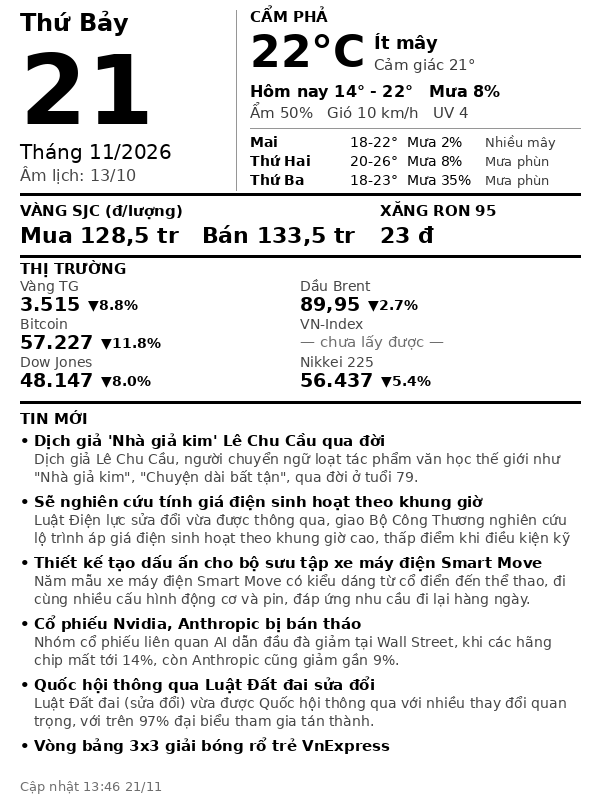 Thứ Bảy
21
Tháng 11/2026
Âm lịch: 13/10
CẨM PHẢ
22°C Ít mây
Cảm giác 21°
Hôm nay 14° - 22° Mưa 8%
Ẩm 50% Gió 10 km/h UV 4
Mai 18-22° Mưa 2% Nhiều mây
Thứ Hai 20-26° Mưa 8% Mưa phùn
Thứ Ba 18-23° Mưa 35% Mưa phùn
VÀNG SJC (đ/lượng)
Mua 128,5 tr Bán 133,5 tr
XĂNG RON 95
23 đ
THỊ TRƯỜNG
Vàng TG
3.515 ▼8.8%
Dầu Brent
89,95 ▼2.7%
Bitcoin
57.227 ▼11.8%
VN-Index
— chưa lấy được —
Dow Jones
48.147 ▼8.0%
Nikkei 225
56.437 ▼5.4%
TIN MỚI
• Dịch giả 'Nhà giả kim' Lê Chu Cầu qua đời
Dịch giả Lê Chu Cầu, người chuyển ngữ loạt tác phẩm văn học thế giới như
"Nhà giả kim", "Chuyện dài bất tận", qua đời ở tuổi 79.
• Sẽ nghiên cứu tính giá điện sinh hoạt theo khung giờ
Luật Điện lực sửa đổi vừa được thông qua, giao Bộ Công Thương nghiên cứu
lộ trình áp giá điện sinh hoạt theo khung giờ cao, thấp điểm khi điều kiện kỹ
• Thiết kế tạo dấu ấn cho bộ sưu tập xe máy điện Smart Move
Năm mẫu xe máy điện Smart Move có kiểu dáng từ cổ điển đến thể thao, đi
cùng nhiều cấu hình động cơ và pin, đáp ứng nhu cầu đi lại hàng ngày.
• Cổ phiếu Nvidia, Anthropic bị bán tháo
Nhóm cổ phiếu liên quan AI dẫn đầu đà giảm tại Wall Street, khi các hãng
chip mất tới 14%, còn Anthropic cũng giảm gần 9%.
• Quốc hội thông qua Luật Đất đai sửa đổi
Luật Đất đai (sửa đổi) vừa được Quốc hội thông qua với nhiều thay đổi quan
trọng, với trên 97% đại biểu tham gia tán thành.
• Vòng bảng 3x3 giải bóng rổ trẻ VnExpress
Cập nhật 13:46 21/11